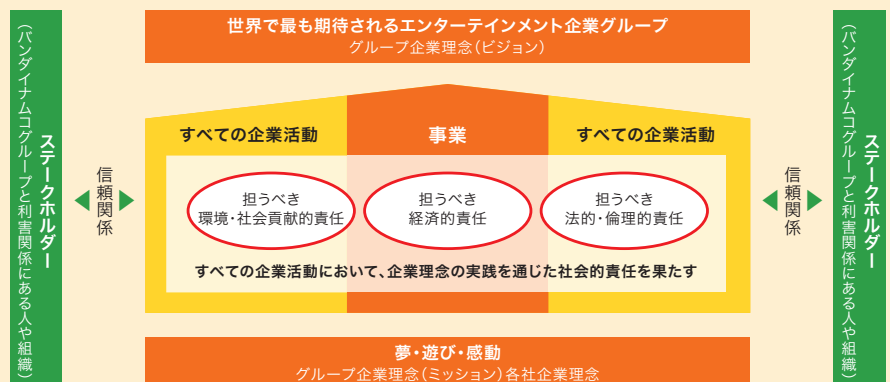 世界で最も期待されるエンターテインメント企業グループ
グループ企業理念（ビジョン）
ステークホルダー
（バンダイナムコグループと利害関係にある人や組織）
信頼関係
すべての企業活動
事業
すべての企業活動
担うべき
環境・社会貢献的責任
担うべき
経済的責任
担うべき
法的・倫理的責任
すべての企業活動において、企業理念の実践を通じた社会的責任を果たす
信頼関係
ステークホルダー
（バンダイナムコグループと利害関係にある人や組織）
夢・遊び・感動
グループ企業理念（ミッション）各社企業理念